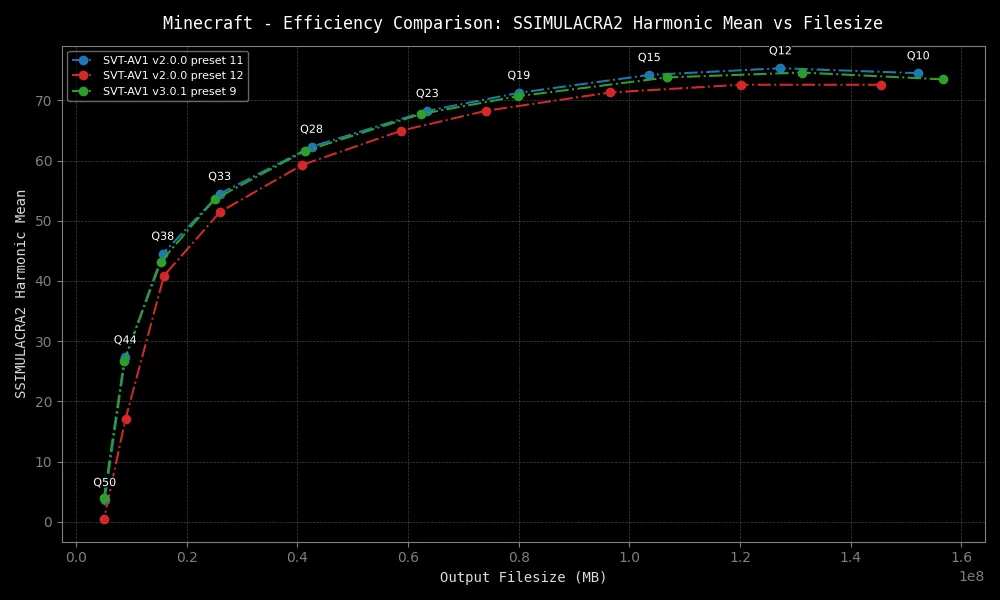 Minecraft - Efficiency Comparison: SSIMULACRA2 Harmonic Mean vs Filesize
SVT-AV1 v2.0.0 preset 11
SVT-AV1 v2.0.0 preset 12
SVT-AV1 v3.0.1 preset 9
Q10
Q12
Q15
Q19
Q23
Q28
Q33
Q38
Q44
Q50
SSIMULACRA2 Harmonic Mean
70
60
50
40
30
20
10
0
0.0 0.2 0.4 0.6 0.8 1.0 1.2 1.4 1.6
1e8
Output Filesize (MB)